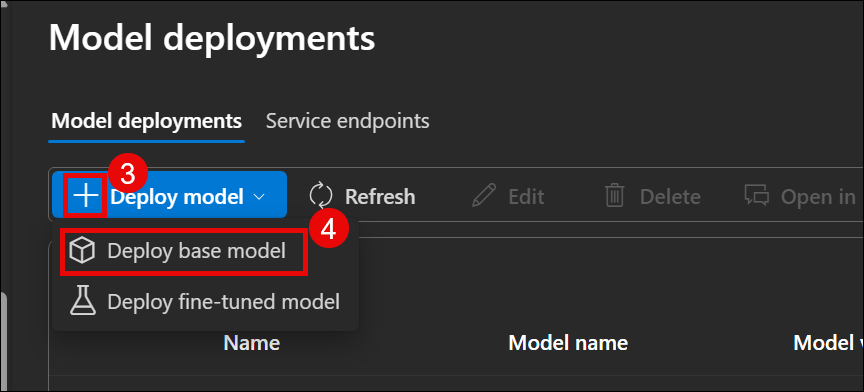 Model deployments
Model deployments Service endpoints
3
Deploy model Refresh Edit Delete Open in
4
Deploy base model
Deploy fine-tuned model
Name Model name Model